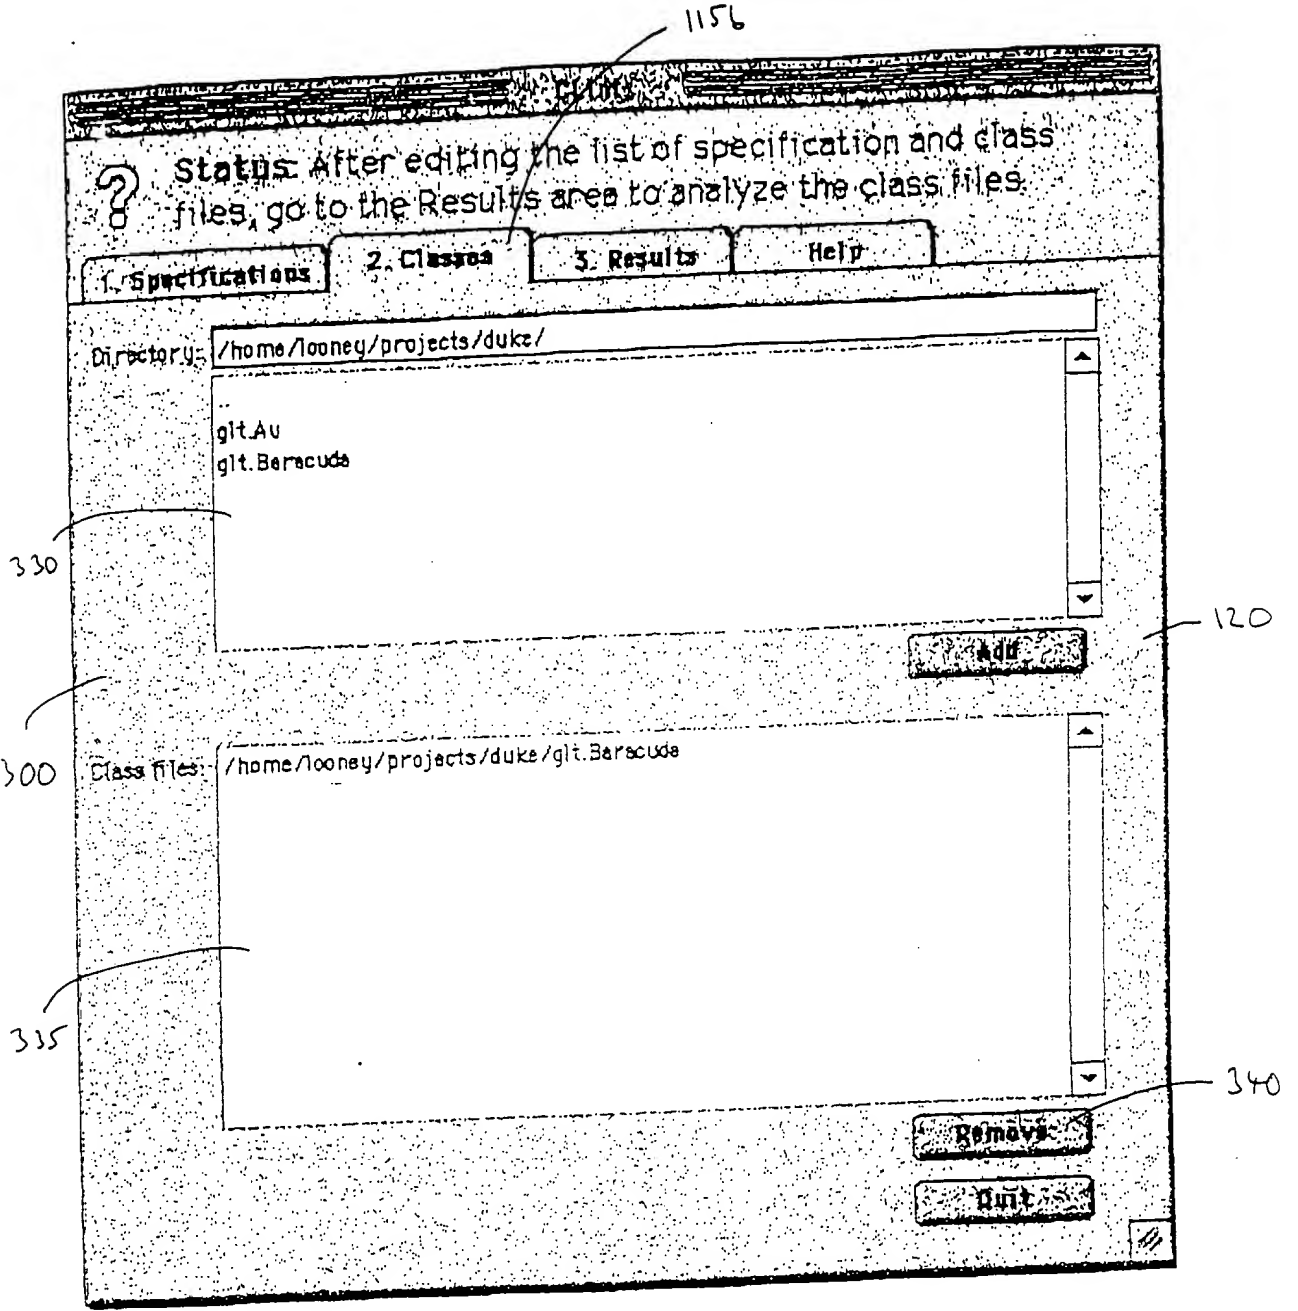 115b
Status: After editing the list of specification and class
files, go to the Results area to analyze the class files.
1. Specifications
2. Classes
3. Results
Help
Directory: /home/looney/projects/duke/
..
glt.Au
glt.Baracuda
330
Add
120
300
Class files: /home/looney/projects/duke/glt.Baracuda
335
340
Remove
Quit